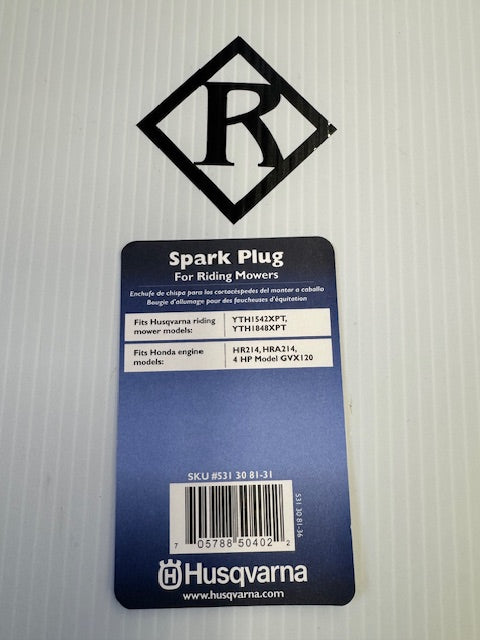 R
Spark Plug
For Riding Mowers
Enchufe de chispa para los cortacéspedes del montar a caballo
Bougie d'allumage pour des faucheuses d'équitation
Fits Husqvarna riding mower models: YTH1542XPT, YTH1848XPT
Fits Honda engine models: HR214, HRA214, 4 HP Model GVX120
SKU #531 30 81-31
531 30 81-36
7 05788 50402 2
Husqvarna
www.husqvarna.com